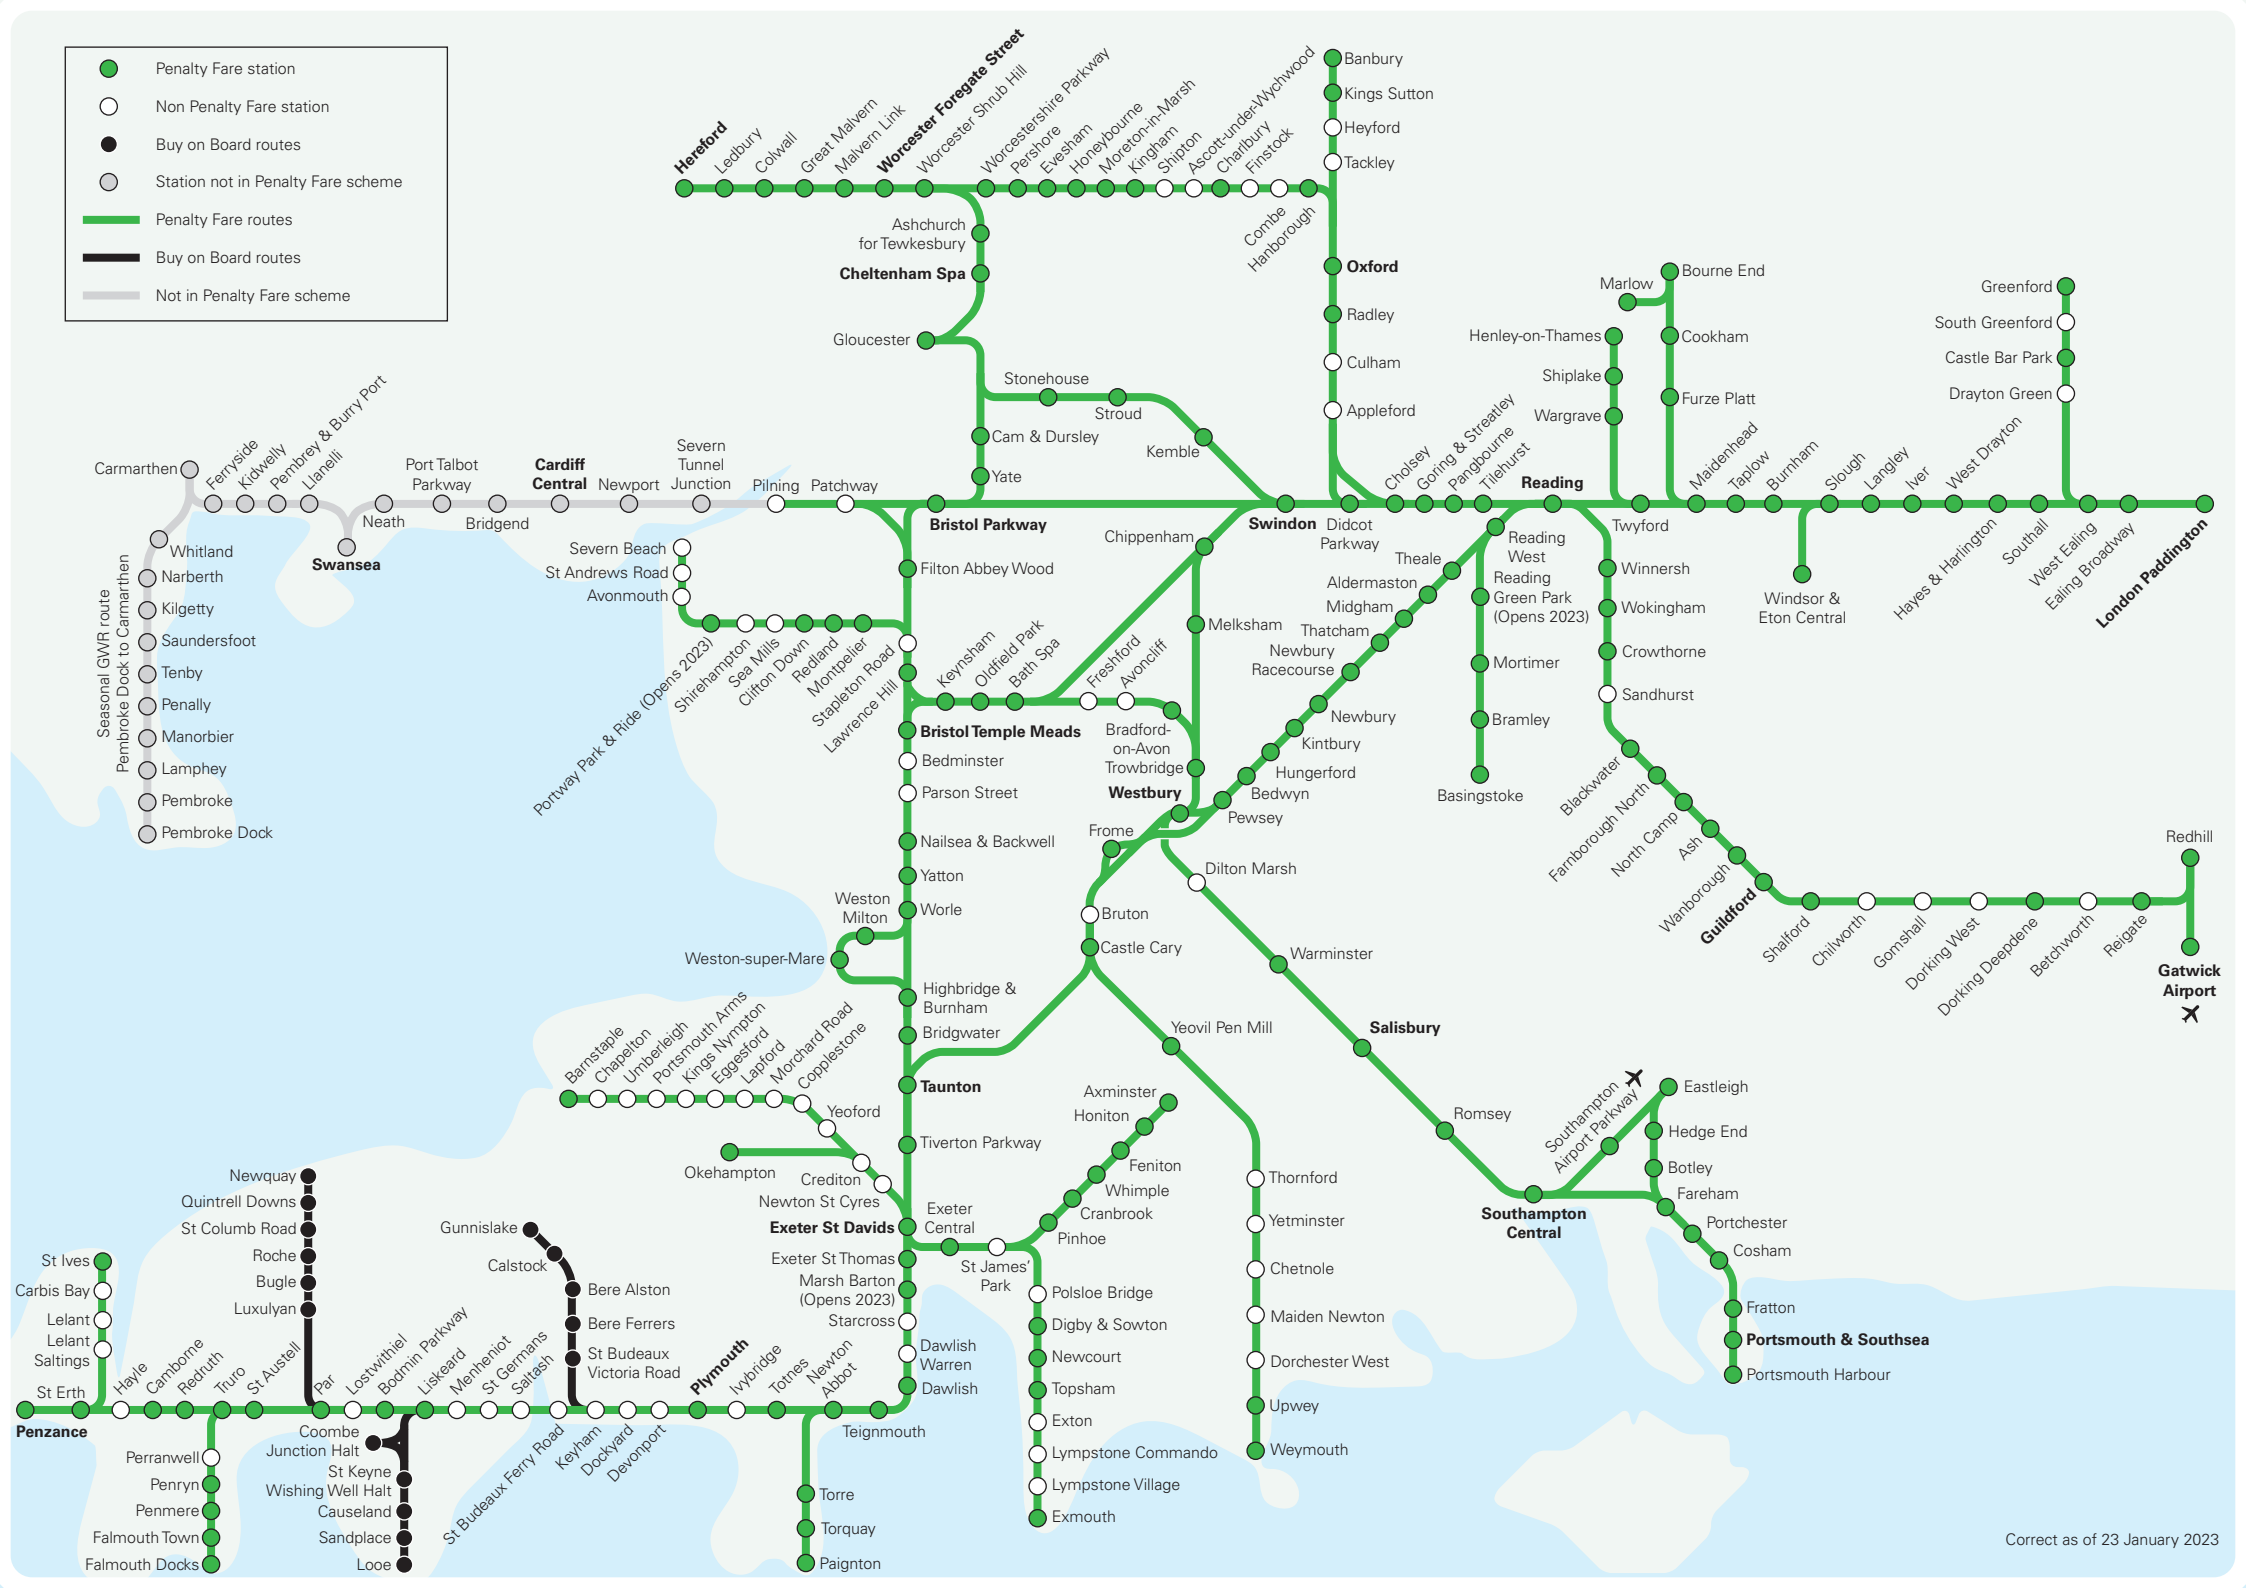 Penalty Fare station
Non Penalty Fare station
Buy on Board routes
Station not in Penalty Fare scheme
Penalty Fare routes
Buy on Board routes
Not in Penalty Fare scheme
Hereford
Ledbury
Colwall
Great Malvern
Malvern Link
Worcester Foregate Street
Worcester Shrub Hill
Worcestershire Parkway
Pershore
Evesham
Honeybourne
Moreton-in-Marsh
Kingham
Shipton
Ascott-under-Wychwood
Charlbury
Finstock
Combe
Hanborough
Banbury
Kings Sutton
Heyford
Tackley
Oxford
Radley
Culham
Appleford
Ashchurch
for Tewkesbury
Cheltenham Spa
Gloucester
Stonehouse
Stroud
Kemble
Cam & Dursley
Yate
Marlow
Bourne End
Cookham
Furze Platt
Henley-on-Thames
Shiplake
Wargrave
Greenford
South Greenford
Castle Bar Park
Drayton Green
Carmarthen
Ferryside
Kidwelly
Pembrey & Burry Port
Llanelli
Swansea
Neath
Port Talbot
Parkway
Bridgend
Cardiff
Central
Newport
Severn
Tunnel
Junction
Pilning
Patchway
Bristol Parkway
Swindon
Didcot
Parkway
Cholsey
Goring & Streatley
Pangbourne
Tilehurst
Reading
Twyford
Maidenhead
Taplow
Burnham
Slough
Langley
Iver
West Drayton
Hayes & Harlington
Southall
West Ealing
Ealing Broadway
London Paddington
Windsor &
Eton Central
Whitland
Narberth
Kilgetty
Saundersfoot
Tenby
Penally
Manorbier
Lamphey
Pembroke
Pembroke Dock
Seasonal GWR route
Pembroke Dock to Carmarthen
Severn Beach
St Andrews Road
Avonmouth
Portway Park & Ride (Opens 2023)
Shirehampton
Sea Mills
Clifton Down
Redland
Montpelier
Stapleton Road
Lawrence Hill
Filton Abbey Wood
Keynsham
Oldfield Park
Bath Spa
Freshford
Avoncliff
Bradford-
on-Avon
Trowbridge
Westbury
Chippenham
Melksham
Reading
West
Theale
Aldermaston
Midgham
Thatcham
Newbury
Racecourse
Newbury
Kintbury
Hungerford
Bedwyn
Pewsey
Reading
Green Park
(Opens 2023)
Mortimer
Bramley
Basingstoke
Winnersh
Wokingham
Crowthorne
Sandhurst
Blackwater
Farnborough North
North Camp
Ash
Wanborough
Guildford
Shalford
Chilworth
Gomshall
Dorking West
Dorking Deepdene
Betchworth
Reigate
Redhill
Gatwick
Airport
Bristol Temple Meads
Bedminster
Parson Street
Nailsea & Backwell
Yatton
Worle
Weston
Milton
Weston-super-Mare
Highbridge &
Burnham
Bridgwater
Taunton
Tiverton Parkway
Frome
Bruton
Castle Cary
Dilton Marsh
Warminster
Salisbury
Romsey
Southampton
Central
Southampton
Airport Parkway
Eastleigh
Hedge End
Botley
Fareham
Portchester
Cosham
Fratton
Portsmouth & Southsea
Portsmouth Harbour
Yeovil Pen Mill
Thornford
Yetminster
Chetnole
Maiden Newton
Dorchester West
Upwey
Weymouth
Barnstaple
Chapelton
Umberleigh
Portsmouth Arms
Kings Nympton
Eggesford
Lapford
Morchard Road
Copplestone
Yeoford
Okehampton
Crediton
Newton St Cyres
Exeter St Davids
Exeter
Central
St James'
Park
Axminster
Honiton
Feniton
Whimple
Cranbrook
Pinhoe
Polsloe Bridge
Digby & Sowton
Newcourt
Topsham
Exton
Lympstone Commando
Lympstone Village
Exmouth
Exeter St Thomas
Marsh Barton
(Opens 2023)
Starcross
Dawlish
Warren
Dawlish
Teignmouth
Newton
Abbot
Torre
Torquay
Paignton
Totnes
Ivybridge
Plymouth
Devonport
Dockyard
Keyham
St Budeaux Ferry Road
Gunnislake
Calstock
Bere Alston
Bere Ferrers
St Budeaux
Victoria Road
Saltash
St Germans
Menheniot
Liskeard
Bodmin Parkway
Lostwithiel
Par
Coombe
Junction Halt
St Keyne
Wishing Well Halt
Causeland
Sandplace
Looe
Newquay
Quintrell Downs
St Columb Road
Roche
Bugle
Luxulyan
St Austell
Truro
Redruth
Camborne
Hayle
Perranwell
Penryn
Penmere
Falmouth Town
Falmouth Docks
St Ives
Carbis Bay
Lelant
Lelant
Saltings
St Erth
Penzance
Correct as of 23 January 2023